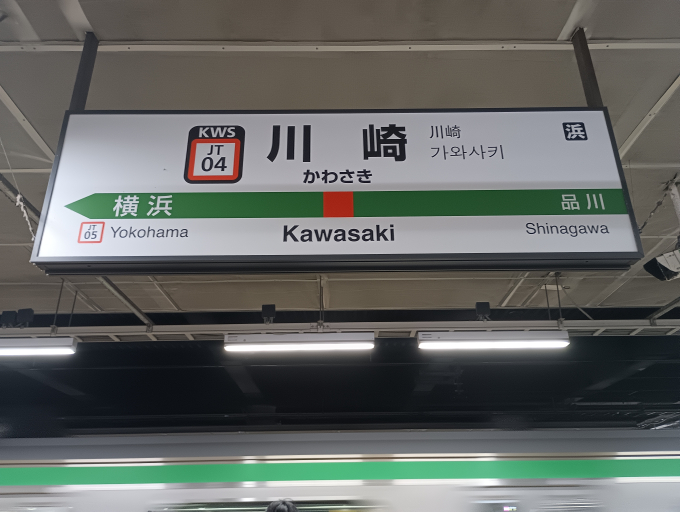 KWS
JT
04
川崎
かわさき
川崎
가와사키
浜
横浜
品川
JT
05
Yokohama
Kawasaki
Shinagawa